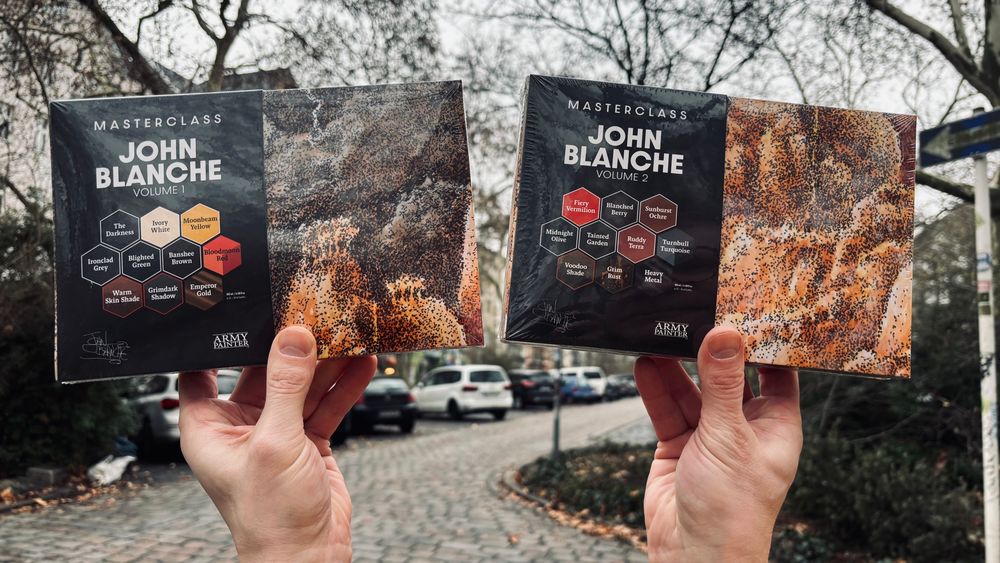 MASTERCLASS
JOHN
BLANCHE
VOLUME 1
The
Darkness
Ivory
White
Moonbeam
Yellow
Ironclad
Grey
Blighted
Green
Banshee
Brown
Bloodmoon
Red
Warm
Skin Shade
Grimdark
Shadow
Emperor
Gold
THE
ARMY
PAINTER
MASTERCLASS
JOHN
BLANCHE
VOLUME 2
Fiery
Vermilion
Blanched
Berry
Sunburst
Ochre
Midnight
Olive
Tainted
Garden
Ruddy
Terra
Turnbull
Turquoise
Voodoo
Shade
Grim
Rust
Heavy
Metal
THE
ARMY
PAINTER